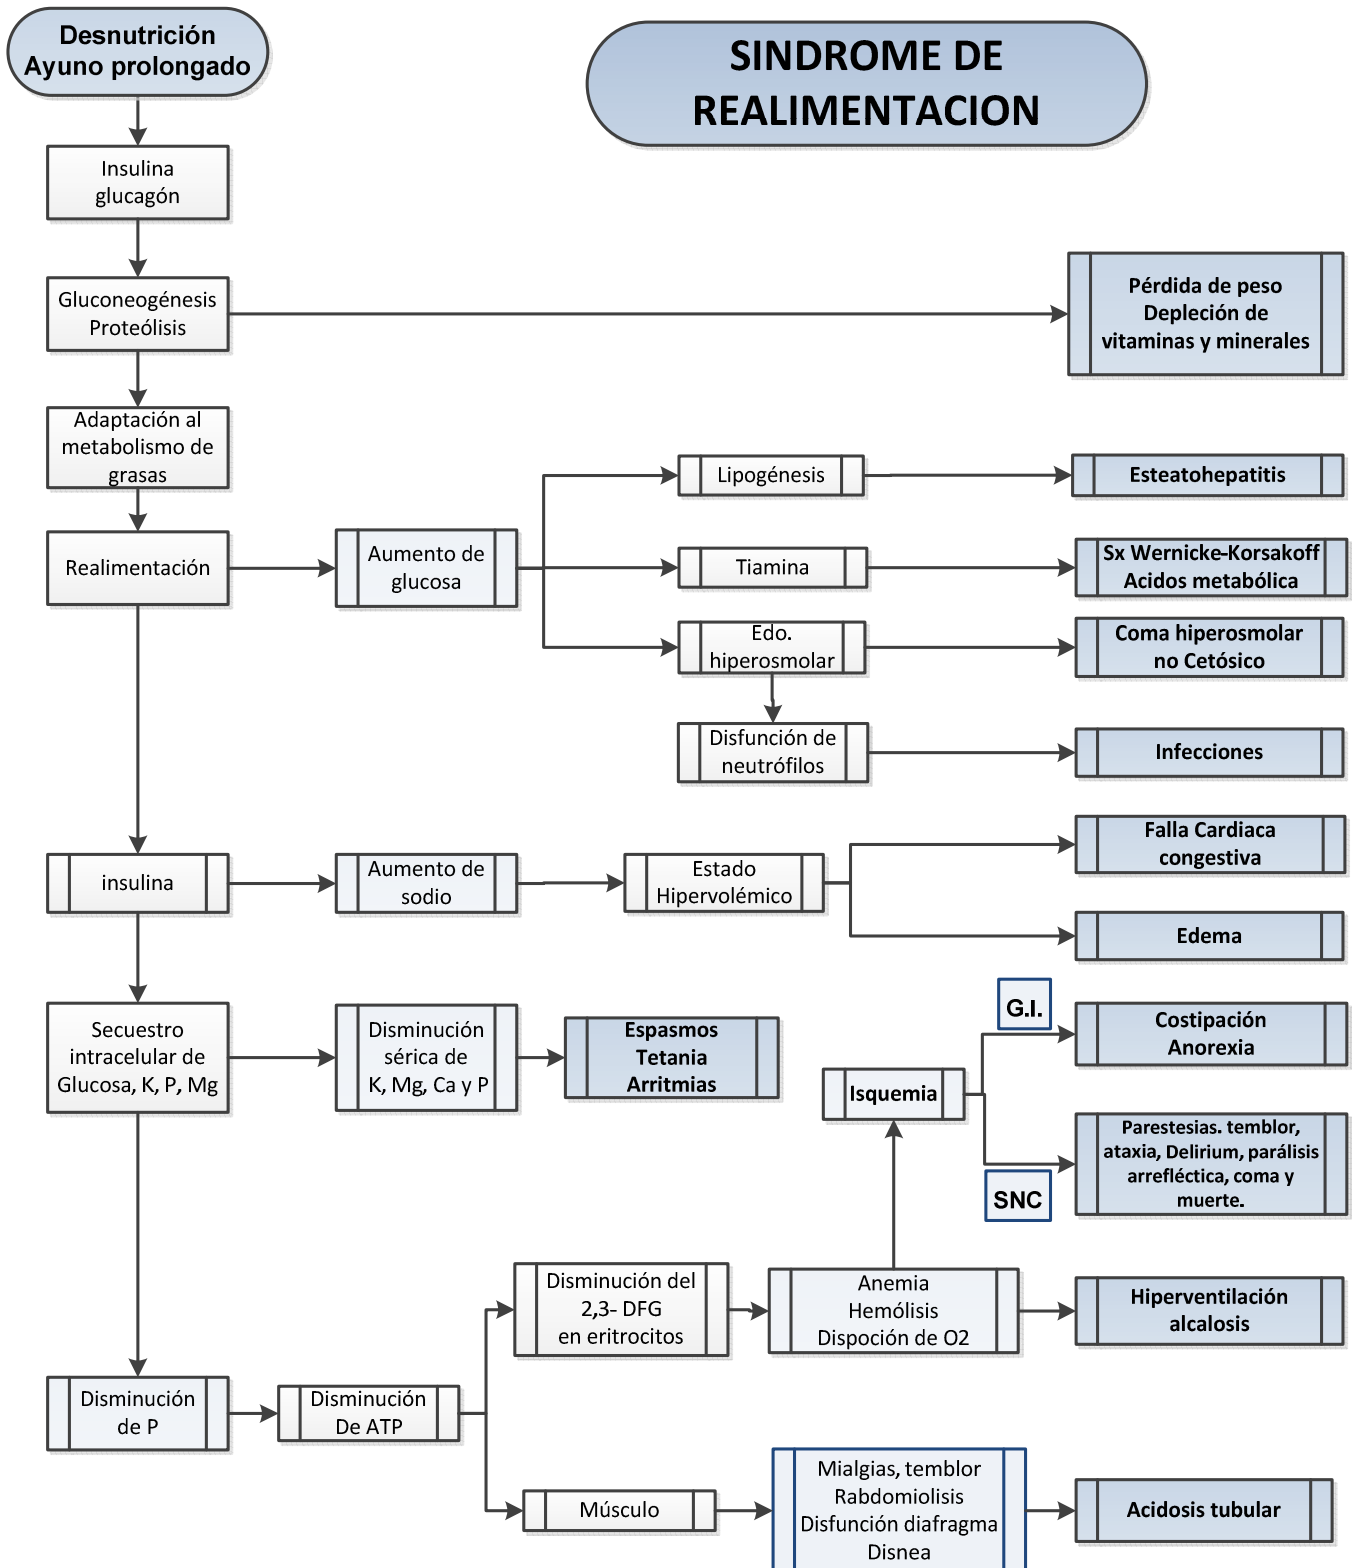 Desnutrición
Ayuno prolongado
SINDROME DE
REALIMENTACION
Insulina
glucagón
Gluconeogénesis
Proteólisis
Pérdida de peso
Depleción de
vitaminas y minerales
Adaptación al
metabolismo de
grasas
Realimentación
Aumento de
glucosa
Lipogénesis
Esteatohepatitis
Tiamina
Sx Wernicke-Korsakoff
Acidos metabólica
Edo.
hiperosmolar
Coma hiperosmolar
no Cetósico
Disfunción de
neutrófilos
Infecciones
insulina
Aumento de
sodio
Estado
Hipervolémico
Falla Cardiaca
congestiva
Edema
Secuestro
intracelular de
Glucosa, K, P, Mg
Disminución
sérica de
K, Mg, Ca y P
Espasmos
Tetania
Arritmias
Isquemia
G.I.
Costipación
Anorexia
SNC
Parestesias. temblor,
ataxia, Delirium, parálisis
arrefléctica, coma y
muerte.
Disminución
de P
Disminución
De ATP
Disminución del
2,3- DFG
en eritrocitos
Anemia
Hemólisis
Dispoción de O2
Hiperventilación
alcalosis
Músculo
Mialgias, temblor
Rabdomiolisis
Disfunción diafragma
Disnea
Acidosis tubular